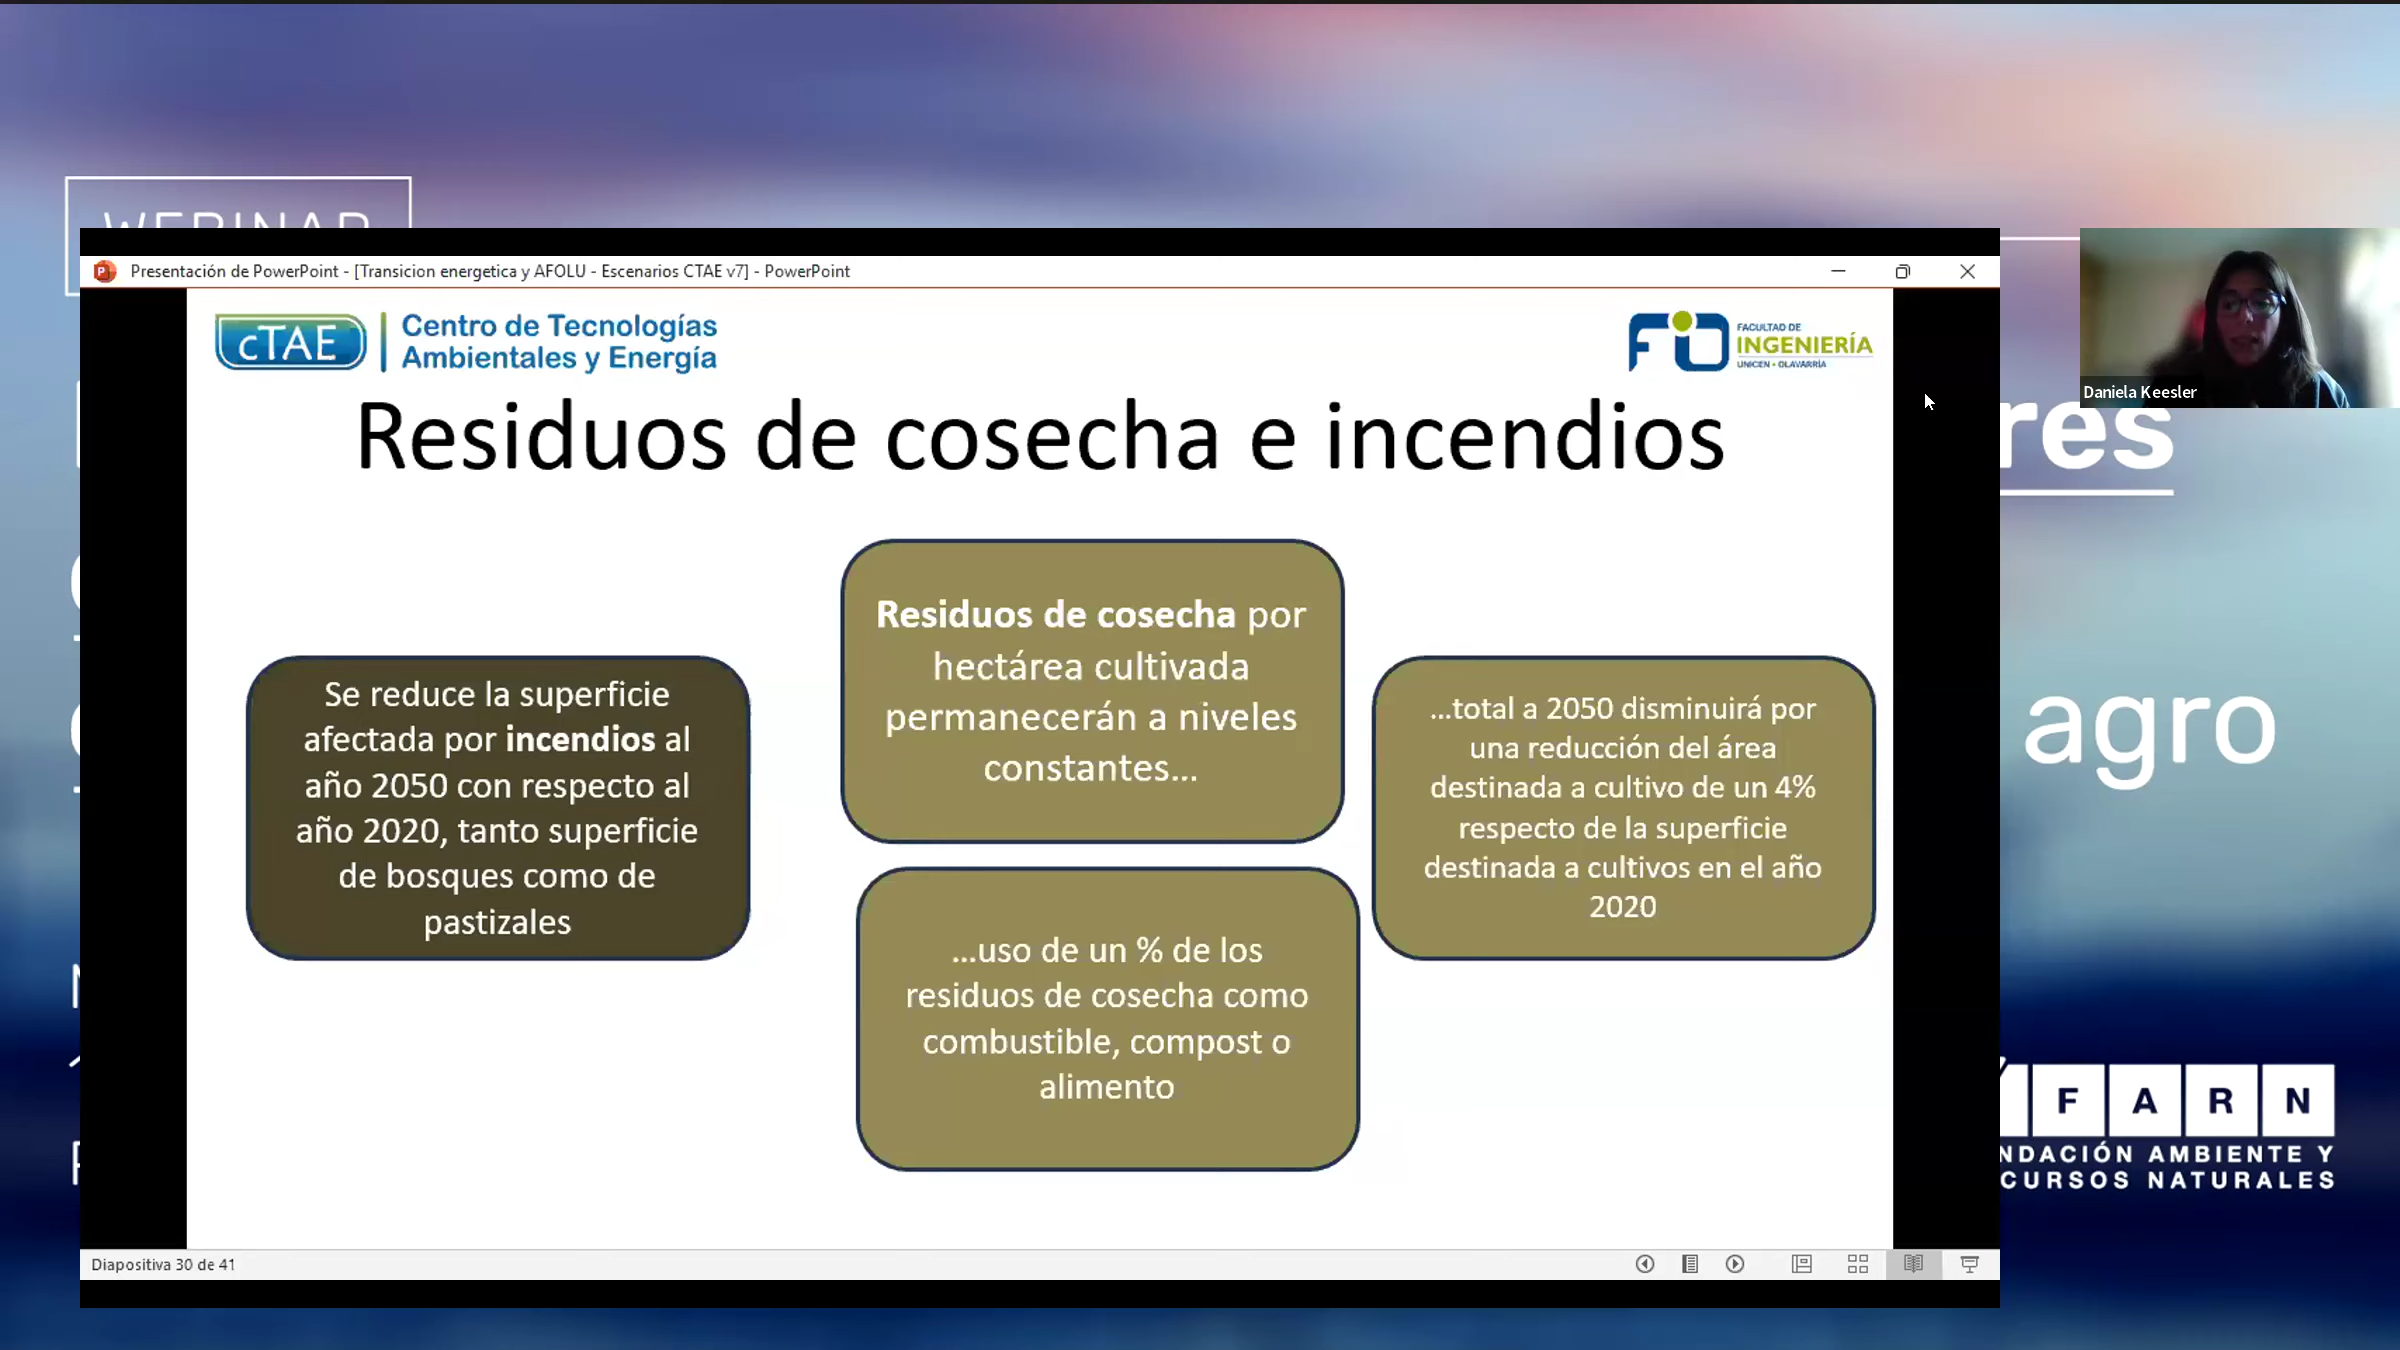 WEBINAR
Presentación de PowerPoint - [Transicion energetica y AFOLU - Escenarios CTAE v7] - PowerPoint
cTAE
Centro de Tecnologías
Ambientales y Energía
FIO
FACULTAD DE
INGENIERÍA
UNICEN • OLAVARRÍA
Daniela Keesler
Residuos de cosecha e incendios
Se reduce la superficie
afectada por incendios al
año 2050 con respecto al
año 2020, tanto superficie
de bosques como de
pastizales
Residuos de cosecha por
hectárea cultivada
permanecerán a niveles
constantes...
...uso de un % de los
residuos de cosecha como
combustible, compost o
alimento
...total a 2050 disminuirá por
una reducción del área
destinada a cultivo de un 4%
respecto de la superficie
destinada a cultivos en el año
2020
res
agro
F A R N
NDACIÓN AMBIENTE Y
CURSOS NATURALES
Diapositiva 30 de 41